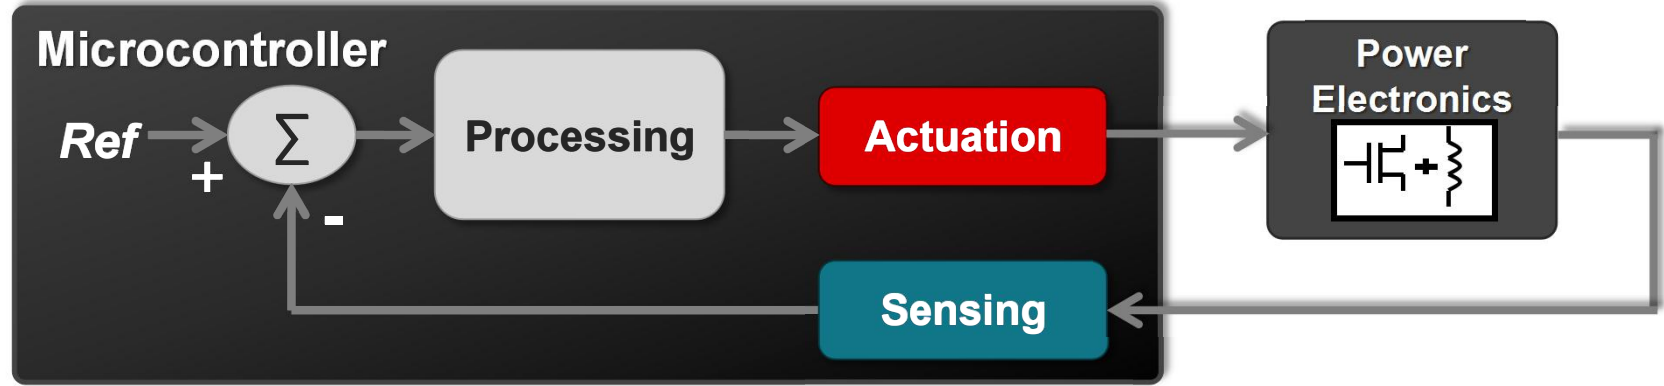 Microcontroller
Ref
+
∑
-
Processing
Actuation
Sensing
Power
Electronics
+